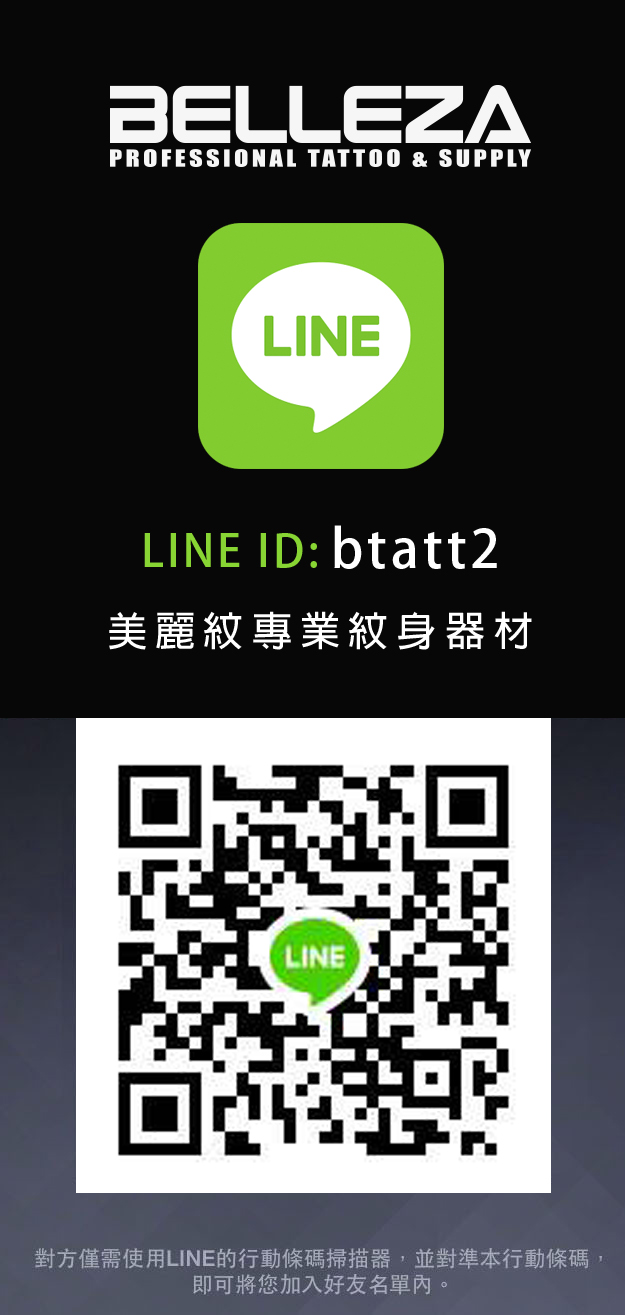 BELLEZA
PROFESSIONAL TATTOO & SUPPLY
LINE
LINE ID: btatt2
美麗紋專業紋身器材
LINE
對方僅需使用LINE的行動條碼掃描器，並對準本行動條碼，
即可將您加入好友名單內。